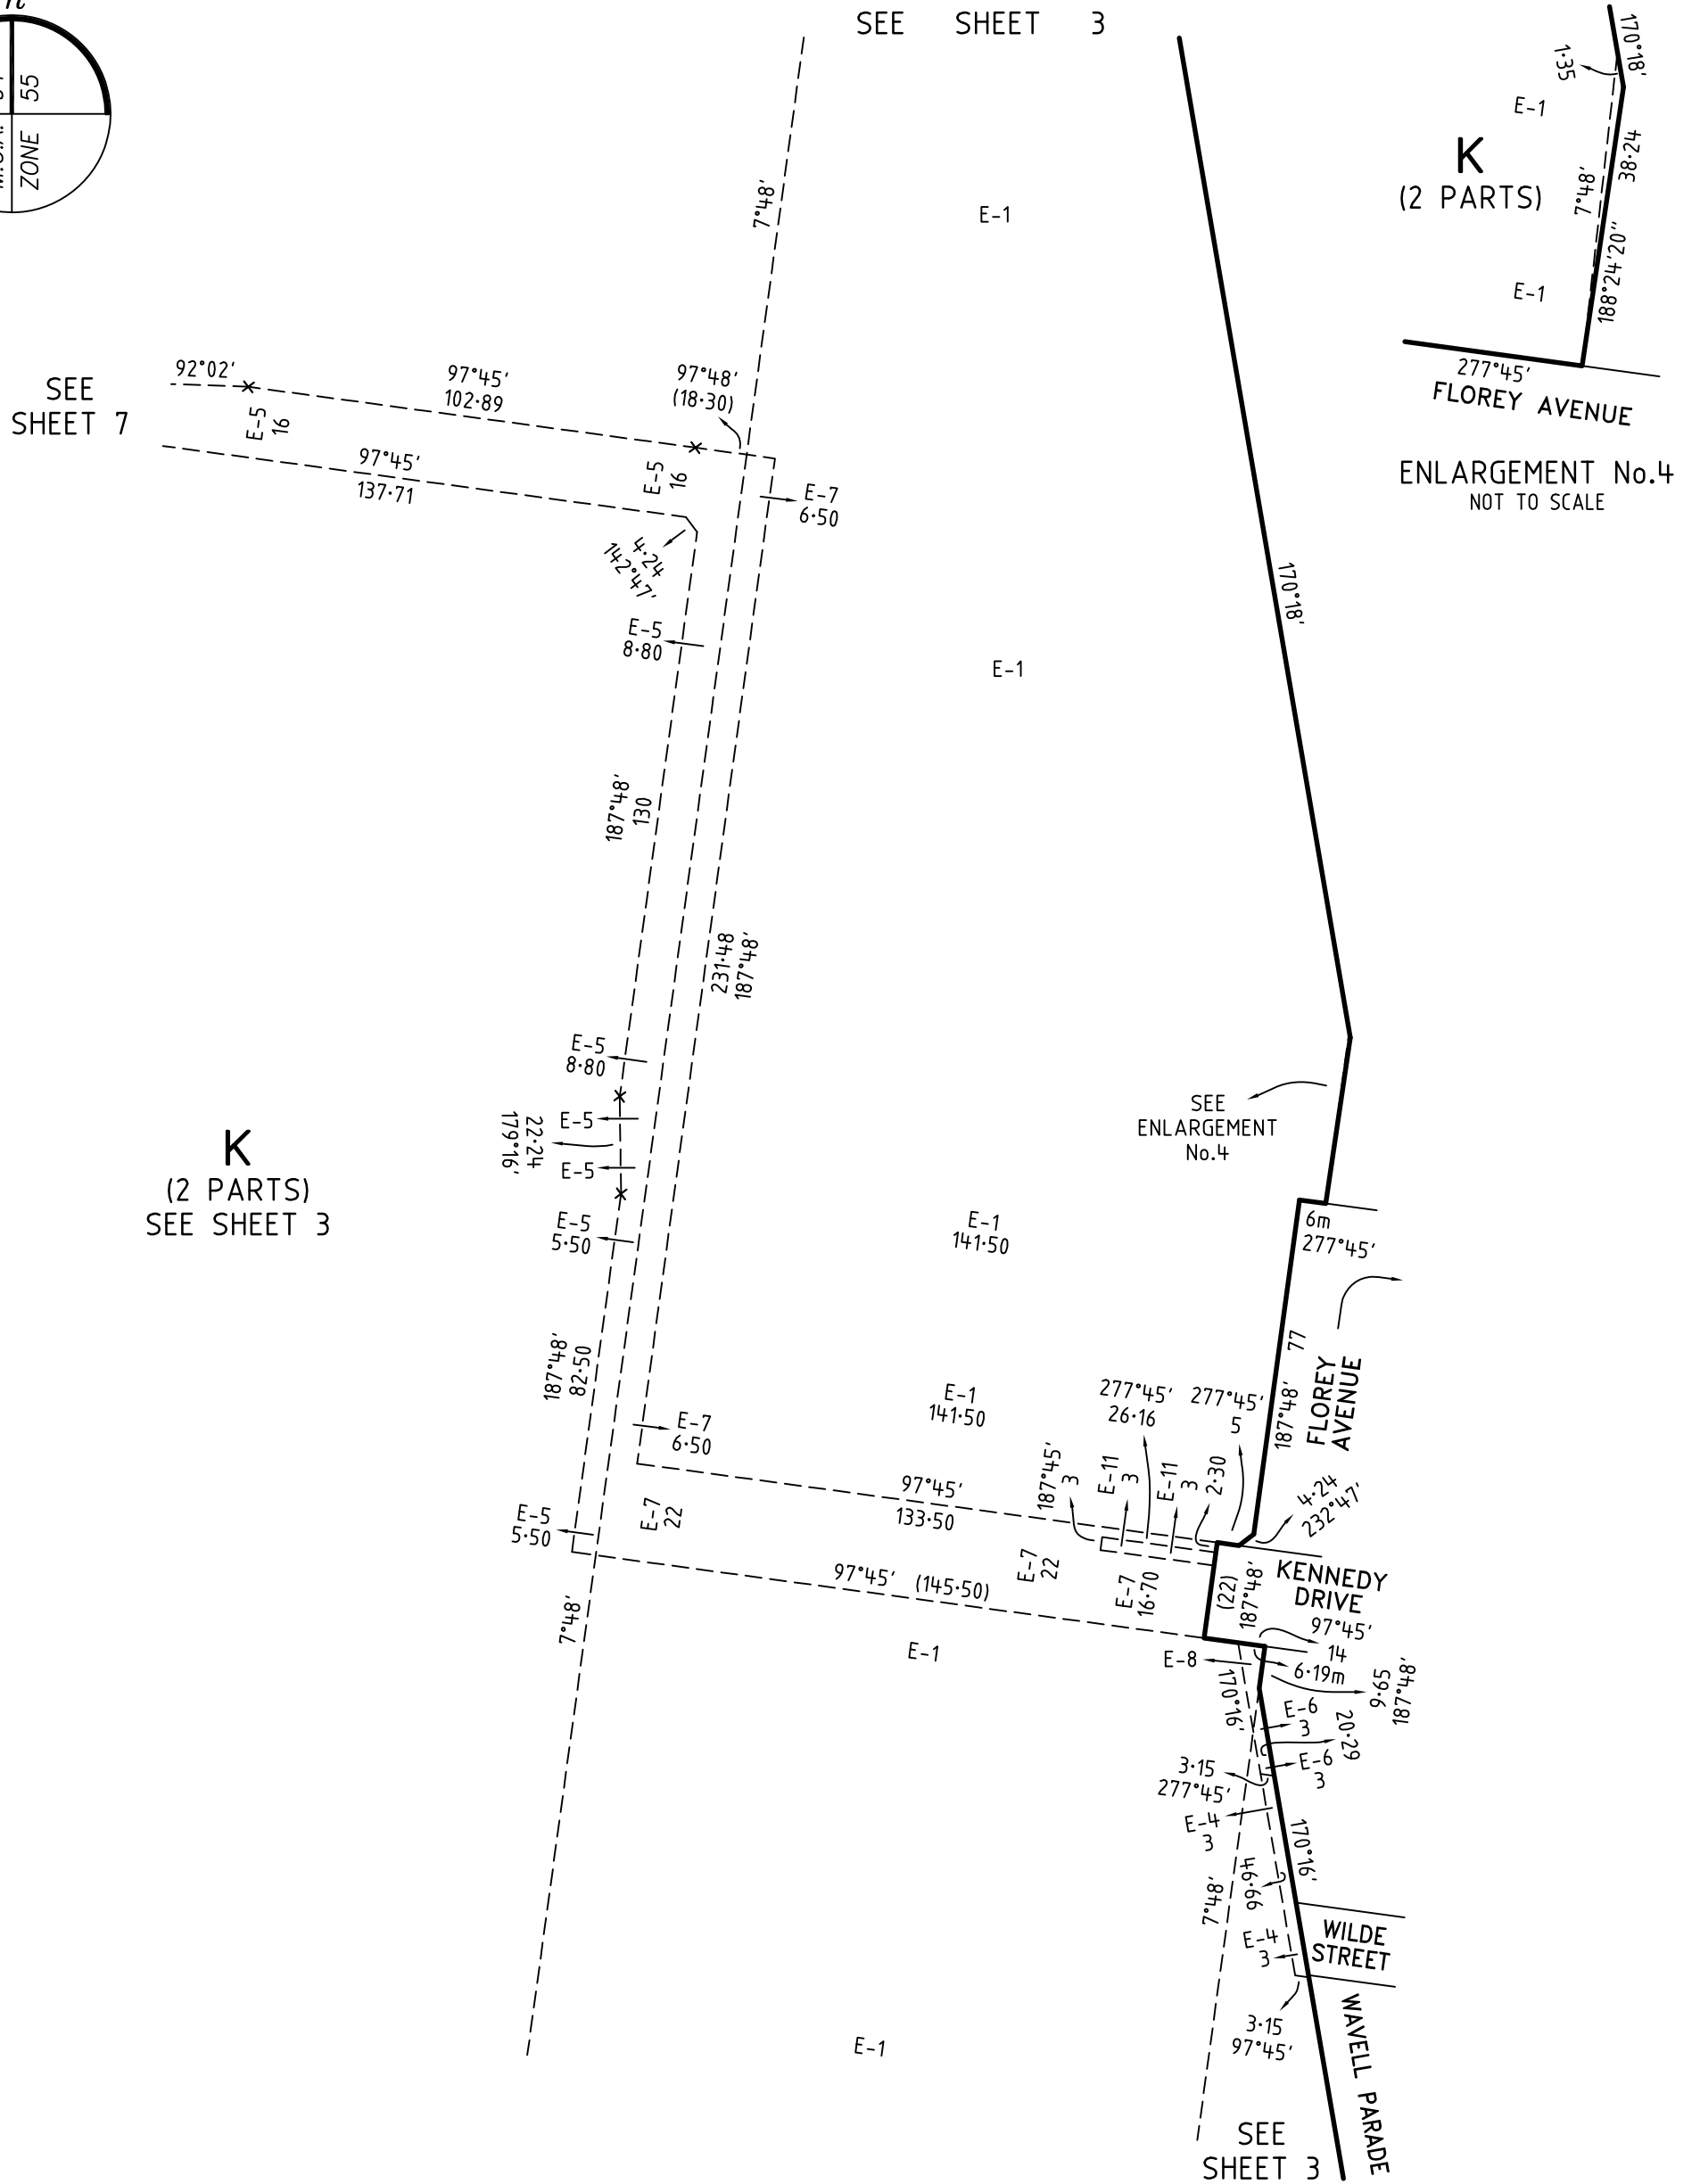 SEE SHEET 3
55
ZONE
7°48'
E-1
170°18'
1·35
E-1
K
(2 PARTS)
38·24
7°48'
188°24'20"
E-1
277°45'
FLOREY AVENUE
ENLARGEMENT No.4
NOT TO SCALE
SEE
SHEET 7
92°02'
97°45'
102·89
97°48'
(18·30)
E-5
16
97°45'
137·71
E-5
16
E-7
6·50
4·24
142°47'
E-5
8·80
170°18'
E-1
187°48'
130
231·48
187°48'
E-5
8·80
E-5
22·24
179°16'
E-5
E-5
5·50
K
(2 PARTS)
SEE SHEET 3
SEE
ENLARGEMENT
No.4
E-1
141·50
6m
277°45'
77
187°48'
FLOREY
AVENUE
187°48'
82·50
E-7
6·50
E-1
141·50
277°45'
26·16
277°45'
5
187°45'
3
E-11
3
E-11
3
2·30
4·24
232°47'
97°45'
133·50
E-5
5·50
E-7
22
E-7
22
E-7
16·70
97°45' (145·50)
(22)
187°48'
KENNEDY
DRIVE
97°45'
14
6·19m
9·65
187°48'
7°48'
E-1
E-8
170°16'
E-6
3
20·29
E-6
3
3·15
277°45'
E-4
3
170°16'
66·94
7°48'
E-4
3
WILDE
STREET
3·15
97°45'
WAVELL PARADE
E-1
SEE
SHEET 3